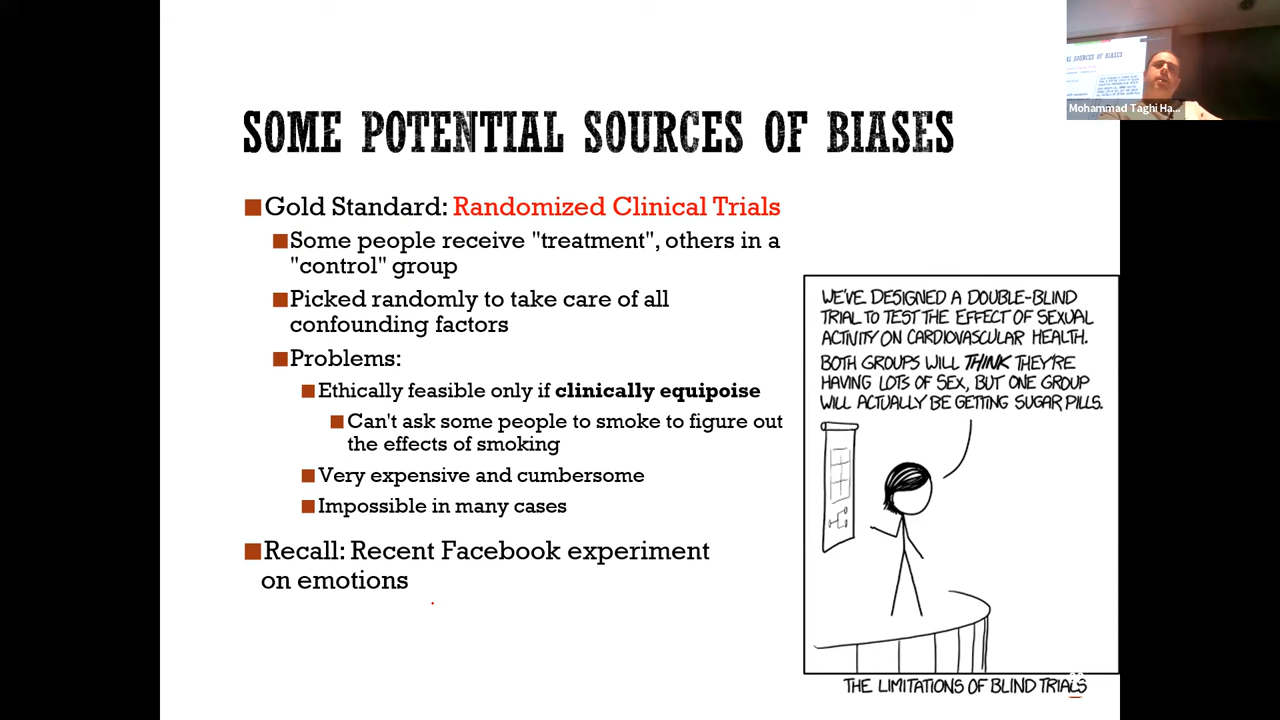 SOME POTENTIAL SOURCES OF BIASES
Gold Standard: Randomized Clinical Trials
Some people receive "treatment", others in a
"control" group
Picked randomly to take care of all
confounding factors
Problems:
Ethically feasible only if clinically equipoise
Can't ask some people to smoke to figure out
the effects of smoking
Very expensive and cumbersome
Impossible in many cases
Recall: Recent Facebook experiment
on emotions
WE'VE DESIGNED A DOUBLE-BLIND
TRIAL TO TEST THE EFFECT OF SEXUAL
ACTIVITY ON CARDIOVASCULAR HEALTH.
BOTH GROUPS WILL THINK THEY'RE
HAVING LOTS OF SEX, BUT ONE GROUP
WILL ACTUALLY BE GETTING SUGAR PILLS.
THE LIMITATIONS OF BLIND TRIALS
SOURCES OF BIASES
Mohammad Taghi Ha...